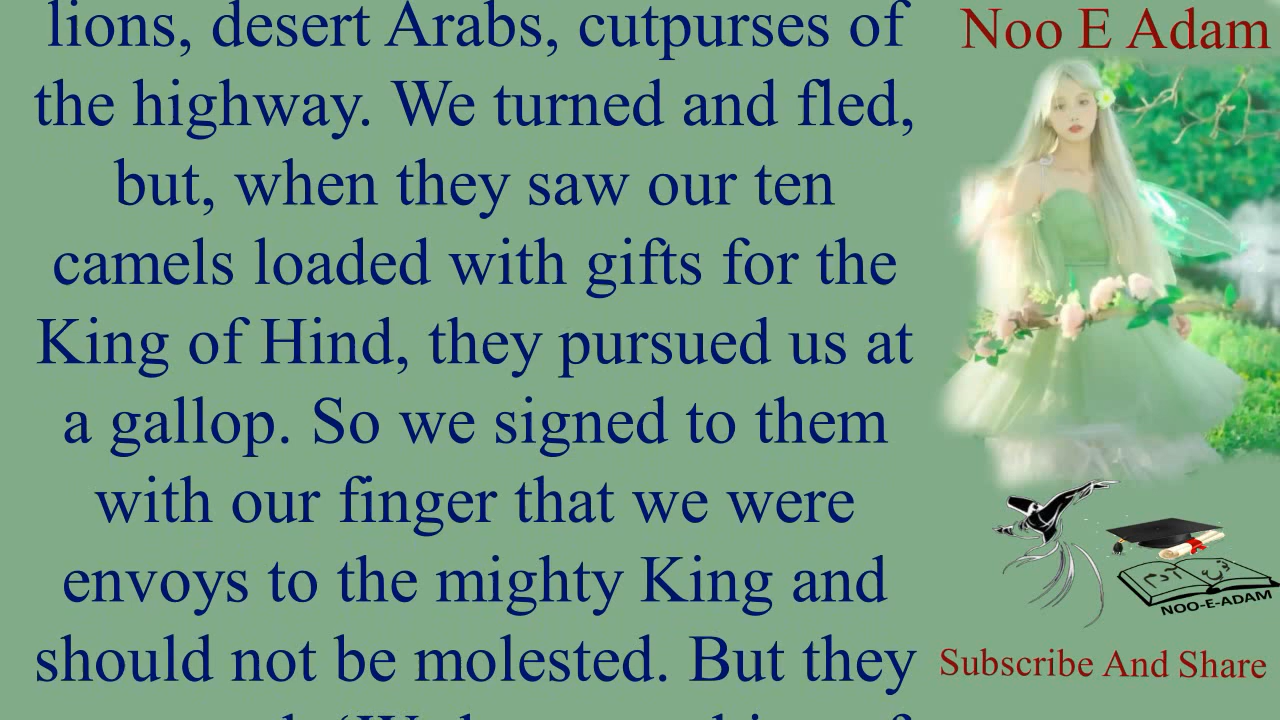 lions, desert Arabs, cutpurses of
the highway. We turned and fled,
but, when they saw our ten
camels loaded with gifts for the
King of Hind, they pursued us at
a gallop. So we signed to them
with our finger that we were
envoys to the mighty King and
should not be molested. But they
Noo E Adam
نوع آدم
NOO-E-ADAM
Subscribe And Share